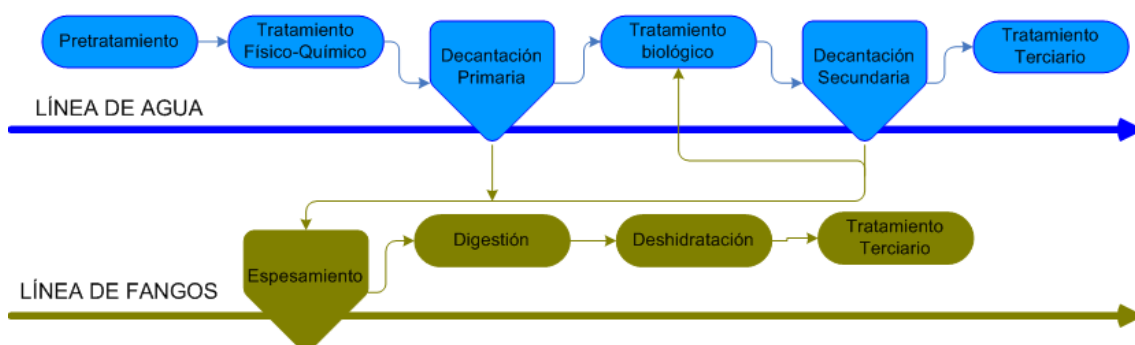 Pretratamiento
Tratamiento
Físico-Químico
Decantación
Primaria
Tratamiento
biológico
Decantación
Secundaria
Tratamiento
Terciario
LÍNEA DE AGUA
Espesamiento
Digestión
Deshidratación
Tratamiento
Terciario
LÍNEA DE FANGOS